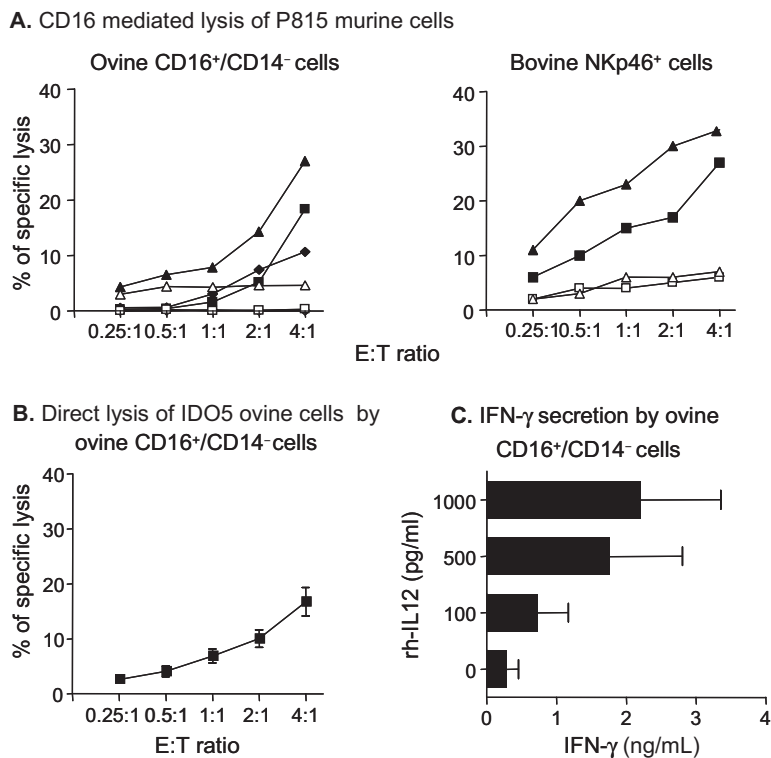 A. CD16 mediated lysis of P815 murine cells
Ovine CD16⁺/CD14⁻ cells
Bovine NKp46⁺ cells
% of specific lysis
40
30
20
10
0
0.25:1 0.5:1 1:1 2:1 4:1
40
30
20
10
0
0.25:1 0.5:1 1:1 2:1 4:1
E:T ratio
B. Direct lysis of IDO5 ovine cells by
ovine CD16⁺/CD14⁻ cells
% of specific lysis
40
30
20
10
0
0.25:1 0.5:1 1:1 2:1 4:1
E:T ratio
C. IFN-γ secretion by ovine
CD16⁺/CD14⁻ cells
rh-IL12 (pg/ml)
1000
500
100
0
0 1 2 3 4
IFN-γ (ng/mL)